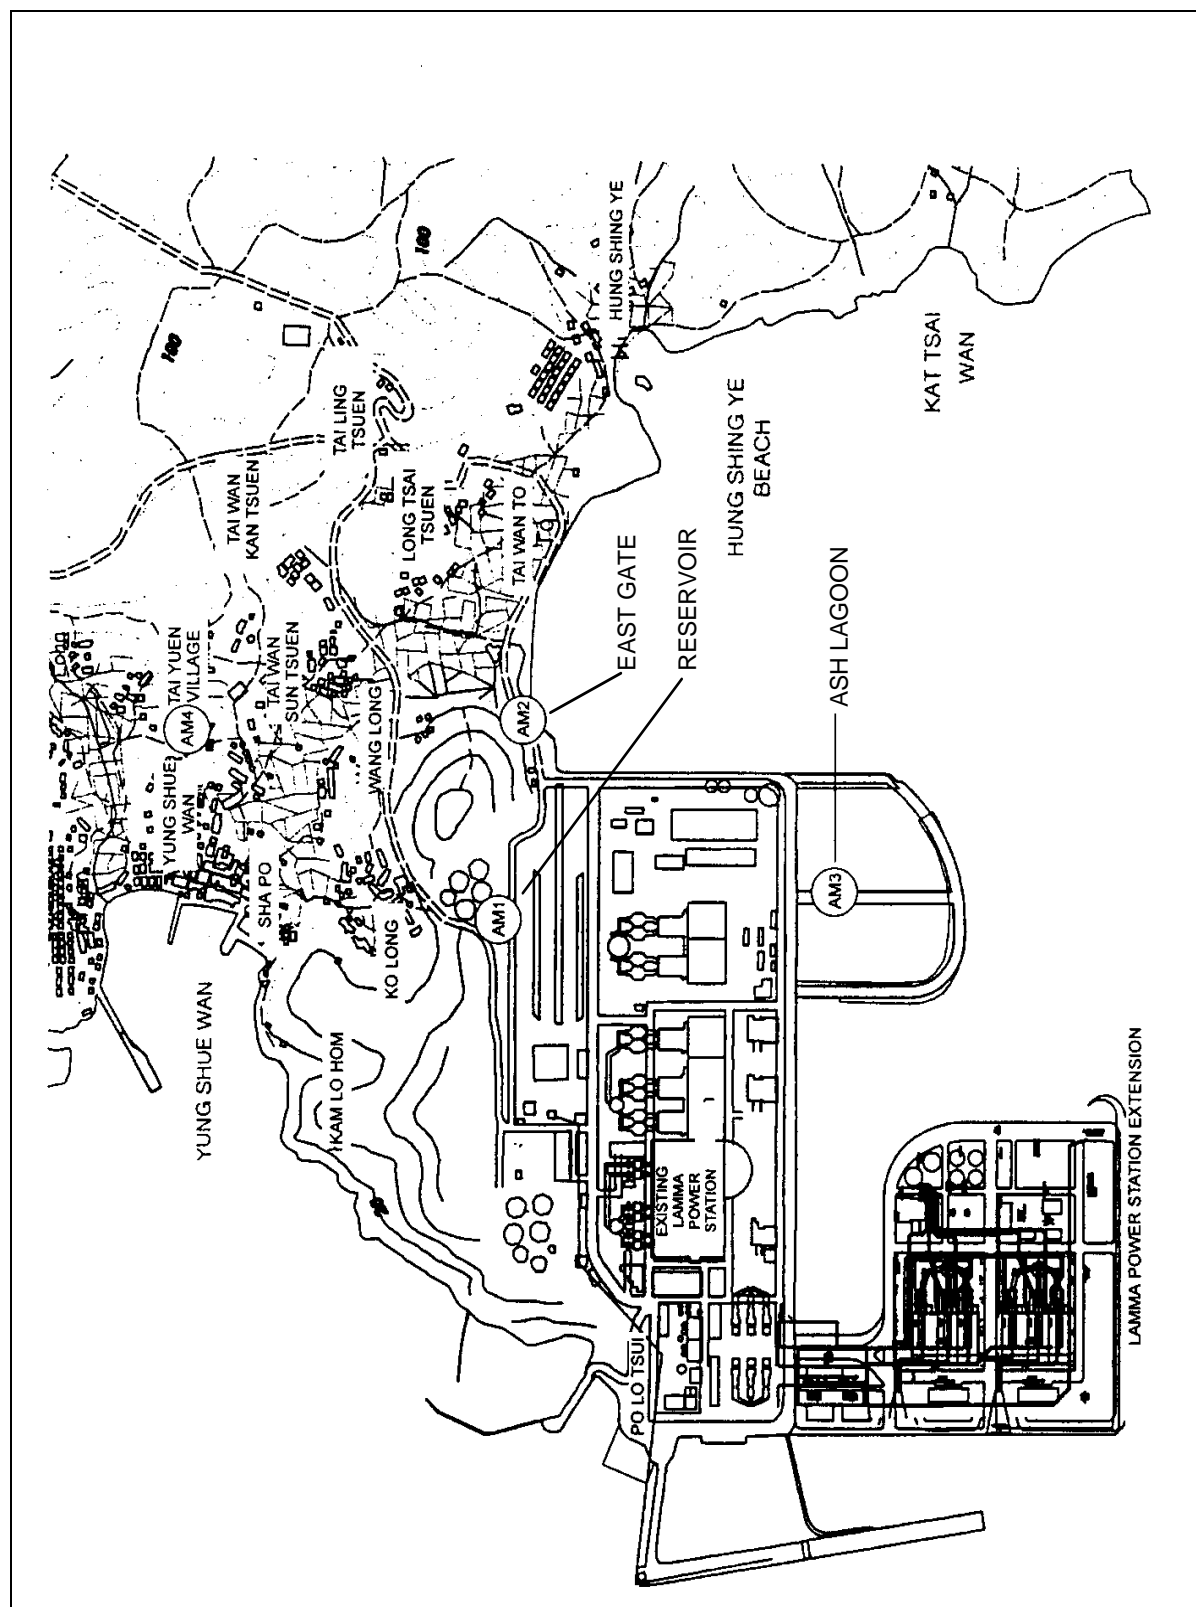 YUNG SHUE WAN
YUNG SHUE
WAN
TAI YUEN
VILLAGE
AM4
SHA PO
TAI WAN
SUN TSUEN
TAI WAN
KAN TSUEN
100
KAM LO HOM
KO LONG
WANG LONG
TAI LING
TSUEN
LONG TSAI
TSUEN
100
20
AM1
AM2
TAI WAN TO
HUNG SHING YE
PO LO TSUI
EXISTING
LAMMA
POWER
STATION
EAST GATE
RESERVOIR
HUNG SHING YE
BEACH
AM3
ASH LAGOON
KAT TSAI
WAN
LAMMA POWER STATION EXTENSION